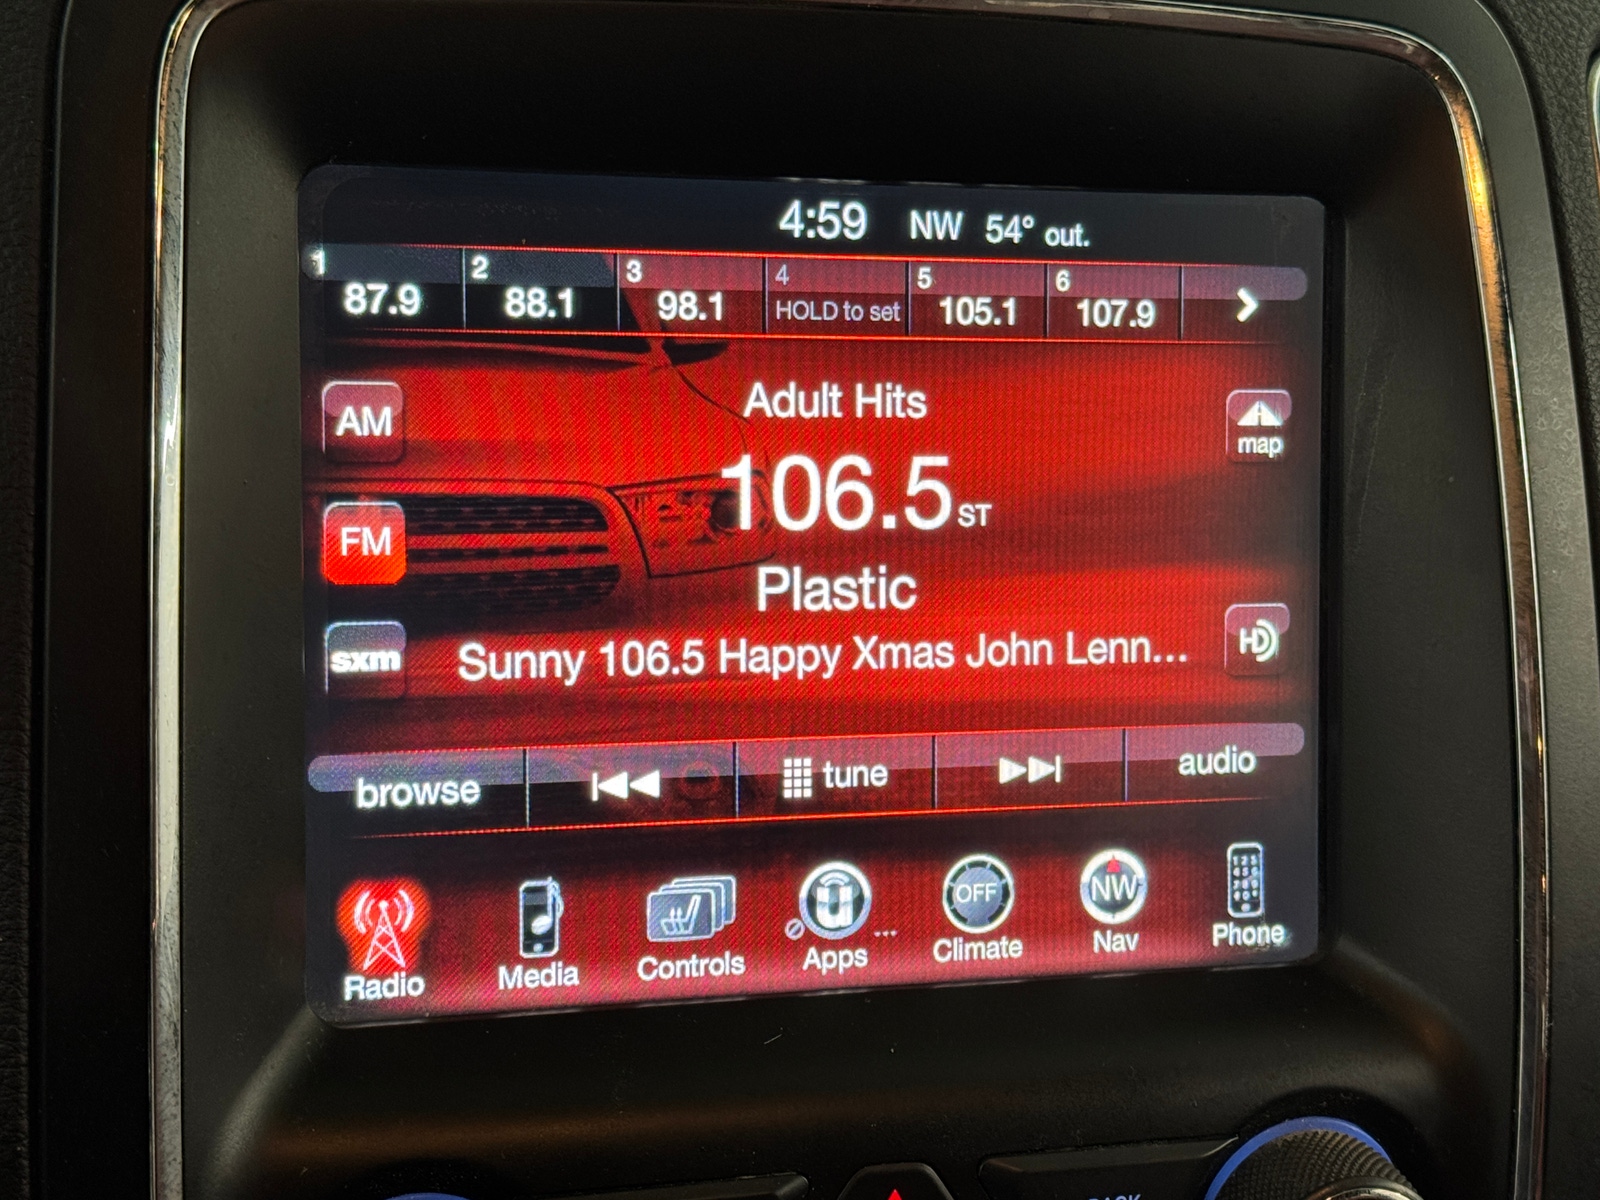 4:59 NW 54° out.
1 2 3 4 5 6
87.9 88.1 98.1 HOLD to set 105.1 107.9
Adult Hits
AM
map
106.5 ST
FM
Plastic
HD
sxm
Sunny 106.5 Happy Xmas John Lenn...
browse tune audio
OFF NW
Radio Media Controls Apps ... Climate Nav Phone
BACK